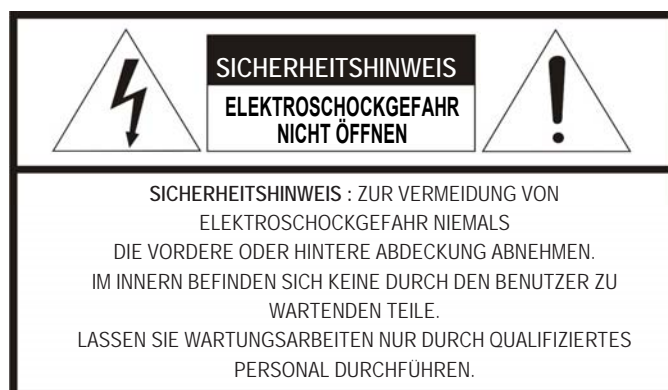 SICHERHEITSHINWEIS
ELEKTROSCHOCKGEFAHR
NICHT ÖFFNEN
SICHERHEITSHINWEIS : ZUR VERMEIDUNG VON
ELEKTROSCHOCKGEFAHR NIEMALS
DIE VORDERE ODER HINTERE ABDECKUNG ABNEHMEN.
IM INNERN BEFINDEN SICH KEINE DURCH DEN BENUTZER ZU
WARTENDEN TEILE.
LASSEN SIE WARTUNGSARBEITEN NUR DURCH QUALIFIZIERTES
PERSONAL DURCHFÜHREN.